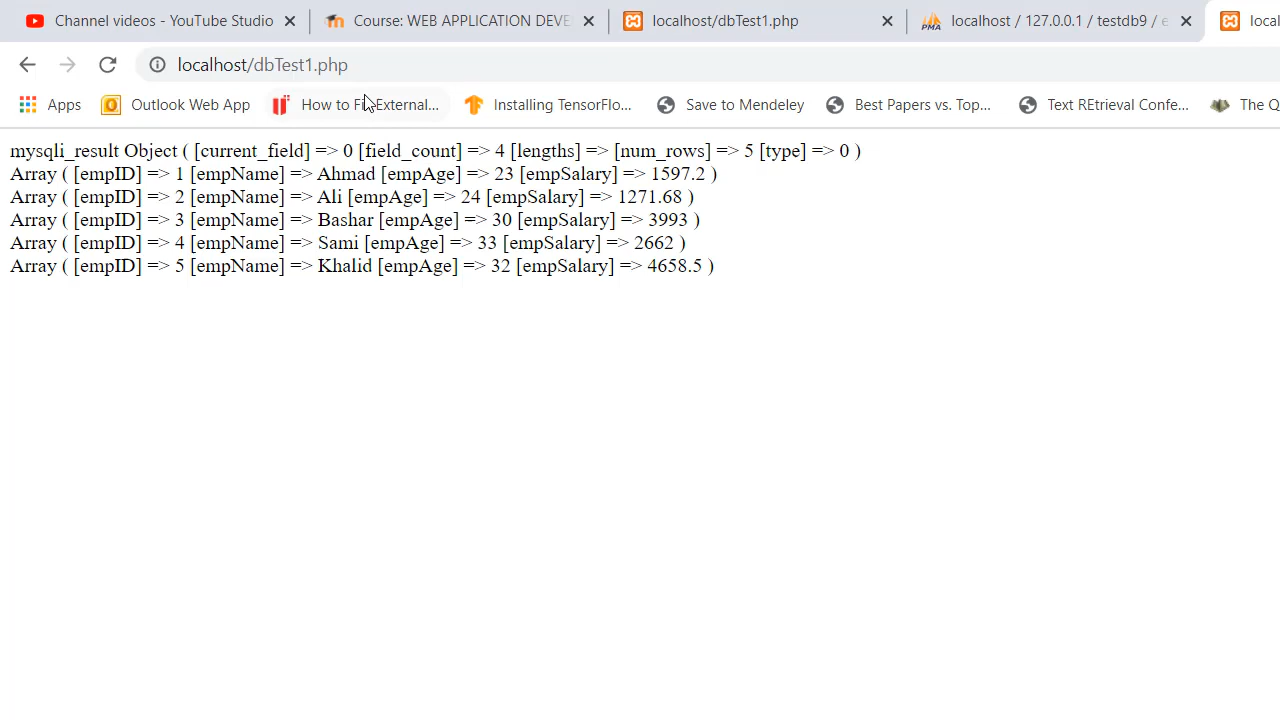 Channel videos - YouTube Studio
Course: WEB APPLICATION DEVE
localhost/dbTest1.php
PMA
localhost / 127.0.0.1 / testdb9 / e
local
localhost/dbTest1.php
Apps
Outlook Web App
How to Fi External...
Installing TensorFlo...
Save to Mendeley
Best Papers vs. Top...
Text REtrieval Confe...
The Q
mysqli_result Object ( [current_field] => 0 [field_count] => 4 [lengths] => [num_rows] => 5 [type] => 0 )
Array ( [empID] => 1 [empName] => Ahmad [empAge] => 23 [empSalary] => 1597.2 )
Array ( [empID] => 2 [empName] => Ali [empAge] => 24 [empSalary] => 1271.68 )
Array ( [empID] => 3 [empName] => Bashar [empAge] => 30 [empSalary] => 3993 )
Array ( [empID] => 4 [empName] => Sami [empAge] => 33 [empSalary] => 2662 )
Array ( [empID] => 5 [empName] => Khalid [empAge] => 32 [empSalary] => 4658.5 )